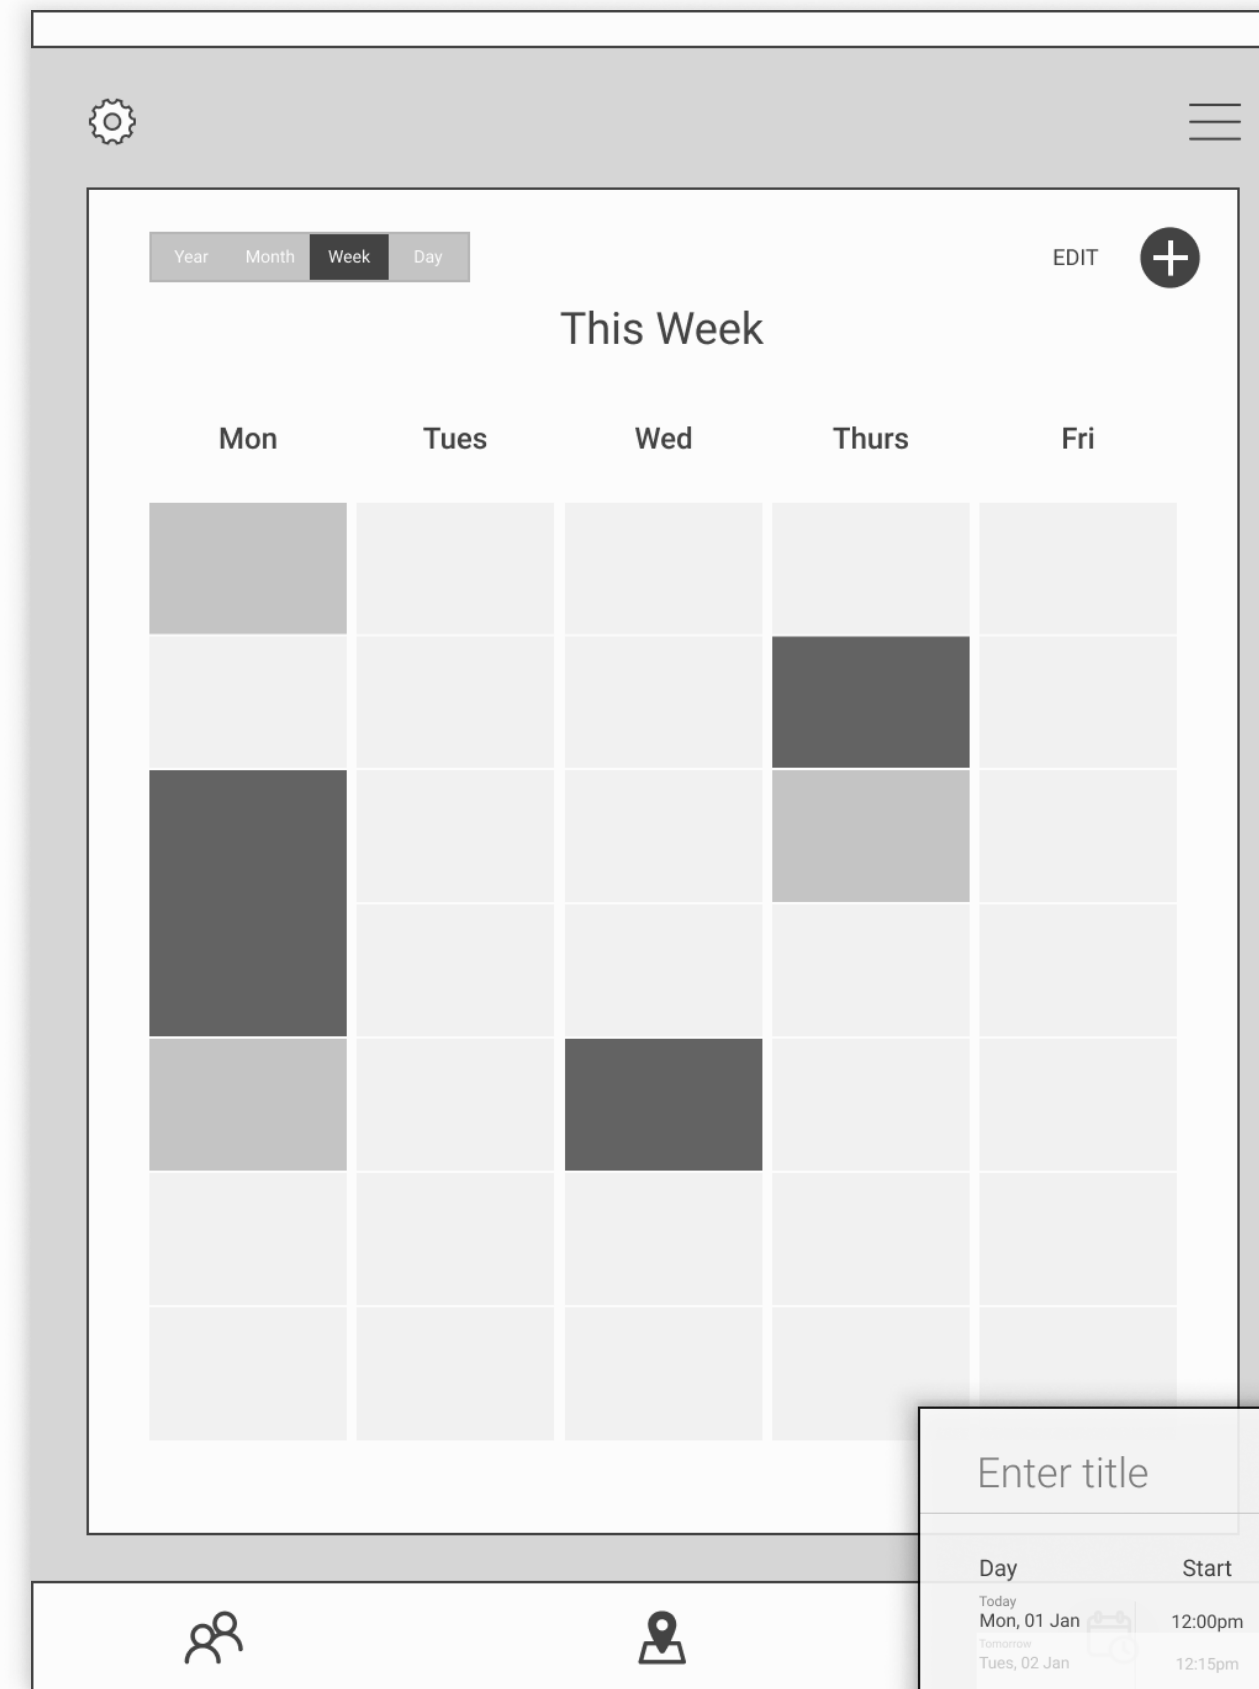 Year Month Week Day
EDIT
This Week
Mon Tues Wed Thurs Fri
Enter title
Day Start
Today
Mon, 01 Jan 12:00pm
Tomorrow
Tues, 02 Jan 12:15pm